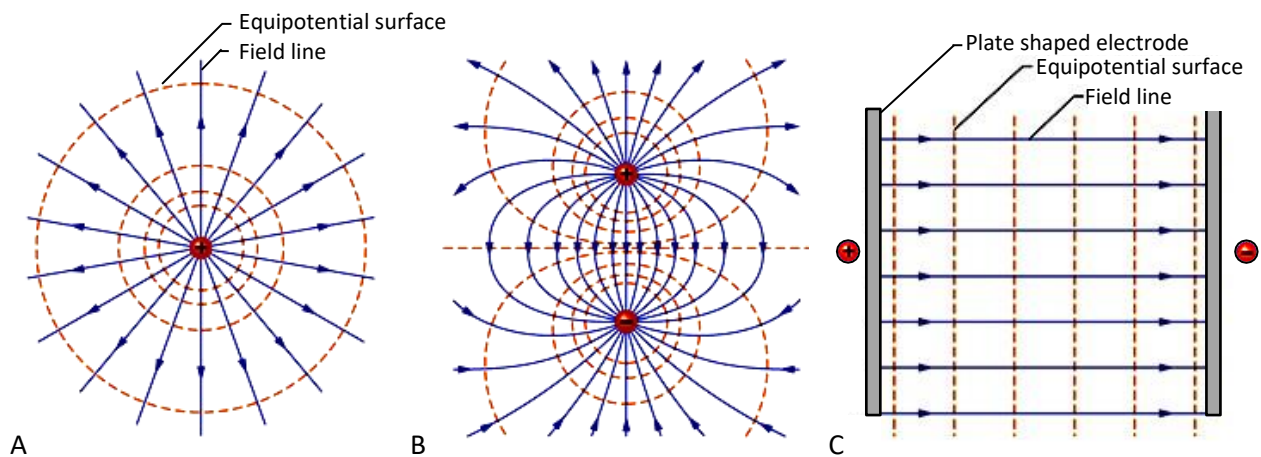 Equipotential surface
Field line
Plate shaped electrode
Equipotential surface
Field line
+
+
−
+
−
A
B
C